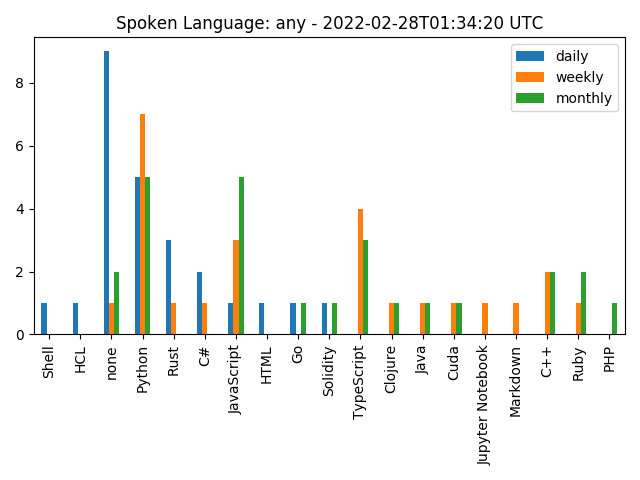 Spoken Language: any - 2022-02-28T01:34:20 UTC
daily
weekly
monthly
8
6
4
2
0
Shell
HCL
none
Python
Rust
C#
JavaScript
HTML
Go
Solidity
TypeScript
Clojure
Java
Cuda
Jupyter Notebook
Markdown
C++
Ruby
PHP